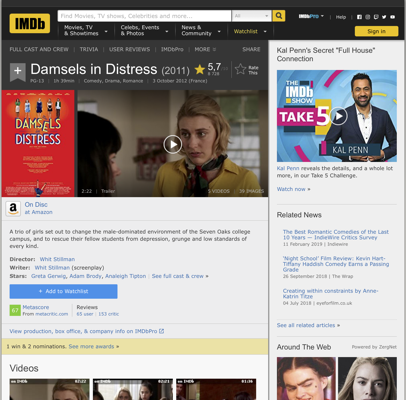 IMDb
Find Movies, TV shows, Celebrities and more...
All
IMDbPro
Help
Movies, TV
& Showtimes
Celebs, Events
& Photos
News &
Community
Watchlist
Sign in
FULL CAST AND CREW | TRIVIA | USER REVIEWS | IMDbPro | MORE
SHARE
Damsels in Distress (2011)
5,7
Rate
This
PG-13 | 1h 39min | Comedy, Drama, Romance | 3 October 2012 (France)
DAMSELS
IN
DISTRESS
2:22 | Trailer
5 VIDEOS
39 IMAGES
On Disc
at Amazon
A trio of girls set out to change the male-dominated environment of the Seven Oaks college
campus, and to rescue their fellow students from depression, grunge and low standards of
every kind.
Director: Whit Stillman
Writer: Whit Stillman (screenplay)
Stars: Greta Gerwig, Adam Brody, Analeigh Tipton | See full cast & crew »
+ Add to Watchlist
67
Metascore
From metacritic.com
Reviews
65 user | 153 critic
View production, box office, & company info on IMDbPro
1 win & 2 nominations. See more awards »
Videos
on IMDb
00:36
on IMDb
00:11
on IMDb
Kal Penn's Secret "Full House"
Connection
THE
IMDb
SHOW
TAKE 5
KAL PENN
Kal Penn reveals the details, and a whole lot
more, in our Take 5 Challenge.
Watch now »
Related News
The Best Romantic Comedies of the Last
10 Years — IndieWire Critics Survey
11 February 2019 | Indiewire
'Night School' Film Review: Kevin Hart-
Tiffany Haddish Comedy Earns a Passing
Grade
26 September 2018 | The Wrap
Creating within constraints by Anne-
Katrin Titze
04 July 2018 | eyeforfilm.co.uk
See all related articles »
Around The Web | Powered by ZergNet